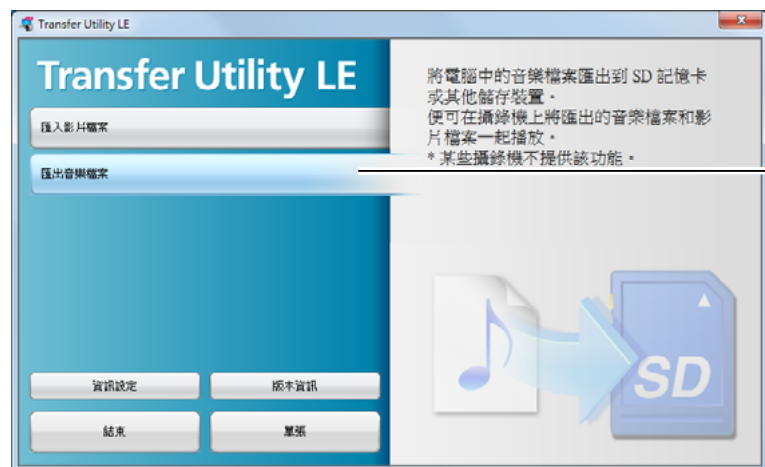 Transfer Utility LE
Transfer Utility LE
匯入影片檔案
匯出音樂檔案
將電腦中的音樂檔案匯出到 SD 記憶卡
或其他儲存裝置。
便可在攝錄機上將匯出的音樂檔案和影
片檔案一起播放。
* 某些攝錄機不提供該功能。
SD
資訊設定
版本資訊
結束
單張